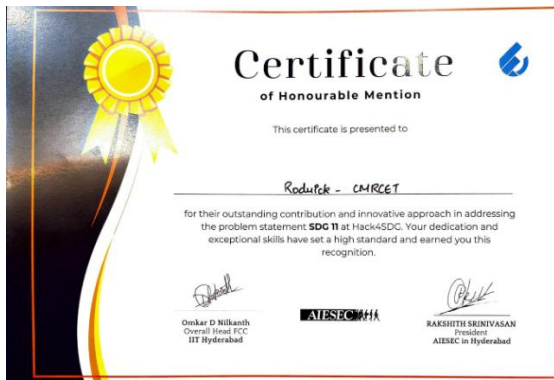 Certificate
of Honourable Mention
This certificate is presented to
Rodwick - CMRCET
for their outstanding contribution and innovative approach in addressing
the problem statement SDG 11 at Hack4SDG. Your dedication and
exceptional skills have set a high standard and earned you this
recognition.
Omkar D Nilkanth
Overall Head FCC
IIT Hyderabad
AIESEC
RAKSHITH SRINIVASAN
President
AIESEC in Hyderabad